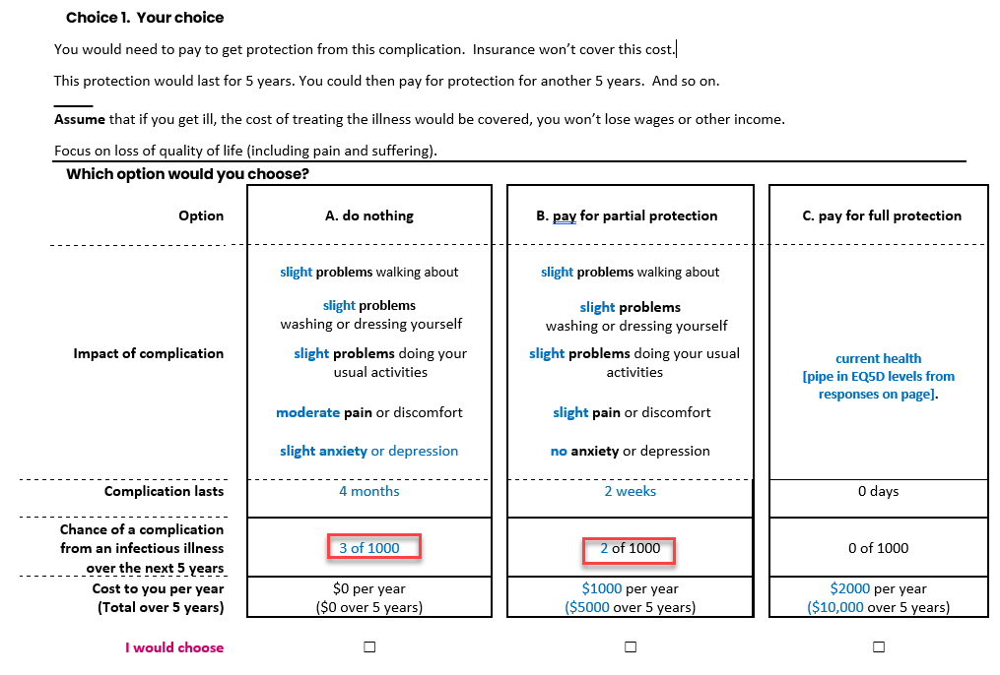 Choice 1. Your choice
You would need to pay to get protection from this complication. Insurance won’t cover this cost.
This protection would last for 5 years. You could then pay for protection for another 5 years. And so on.
Assume that if you get ill, the cost of treating the illness would be covered, you won’t lose wages or other income.
Focus on loss of quality of life (including pain and suffering).
Which option would you choose?
Option
A. do nothing
B. pay for partial protection
C. pay for full protection
Impact of complication
slight problems walking about
slight problems
washing or dressing yourself
slight problems doing your
usual activities
moderate pain or discomfort
slight anxiety or depression
slight problems walking about
slight problems
washing or dressing yourself
slight problems doing your usual
activities
slight pain or discomfort
no anxiety or depression
current health
[pipe in EQ5D levels from
responses on page].
Complication lasts
4 months
2 weeks
0 days
Chance of a complication
from an infectious illness
over the next 5 years
3 of 1000
2 of 1000
0 of 1000
Cost to you per year
(Total over 5 years)
$0 per year
($0 over 5 years)
$1000 per year
($5000 over 5 years)
$2000 per year
($10,000 over 5 years)
I would choose
☐
☐
☐